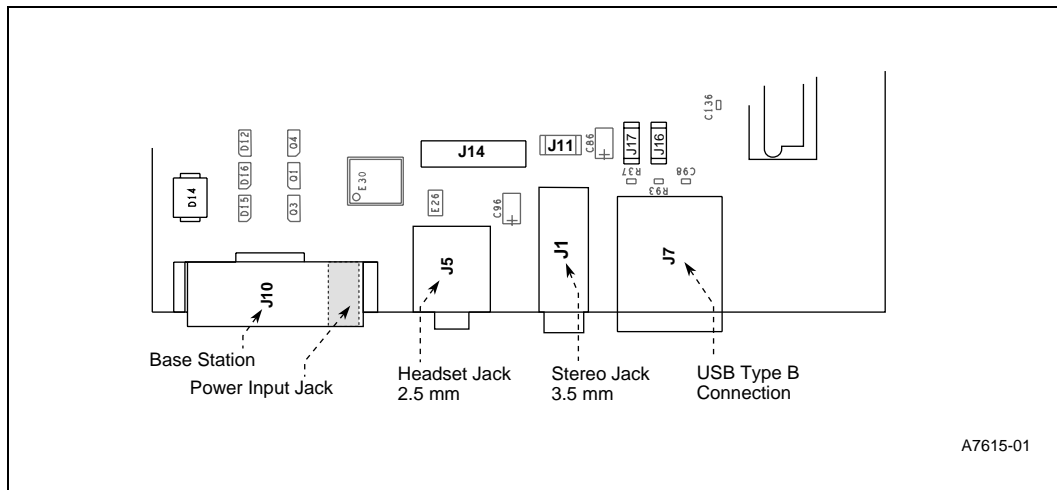 C136
D12
Q4
J14
J11
C86
J17
J16
D16
Q1
E30
R37
C98
R93
D14
D15
Q3
E26
C96
J10
J5
J1
J7
Base Station
Power Input Jack
Headset Jack
2.5 mm
Stereo Jack
3.5 mm
USB Type B
Connection
A7615-01